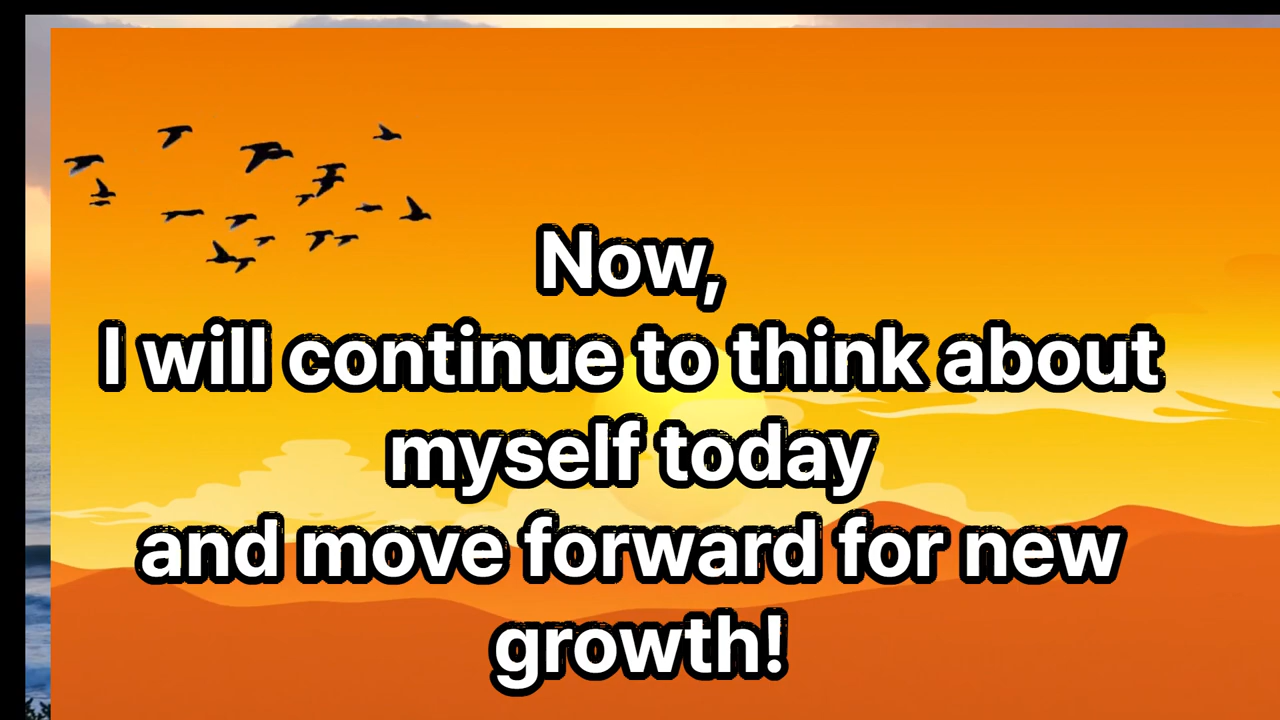 Now,
I will continue to think about
myself today
and move forward for new
growth!